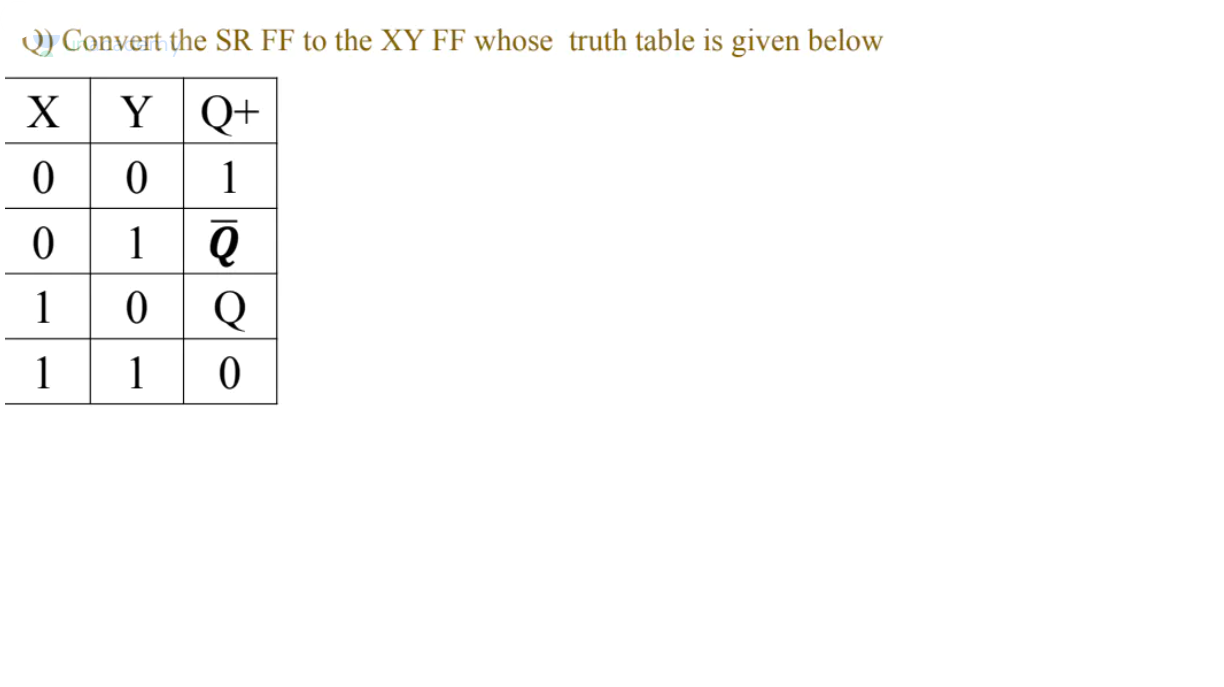 Q) Convert the SR FF to the XY FF whose truth table is given below
X Y Q+
0 0 1
0 1 Q̅
1 0 Q
1 1 0